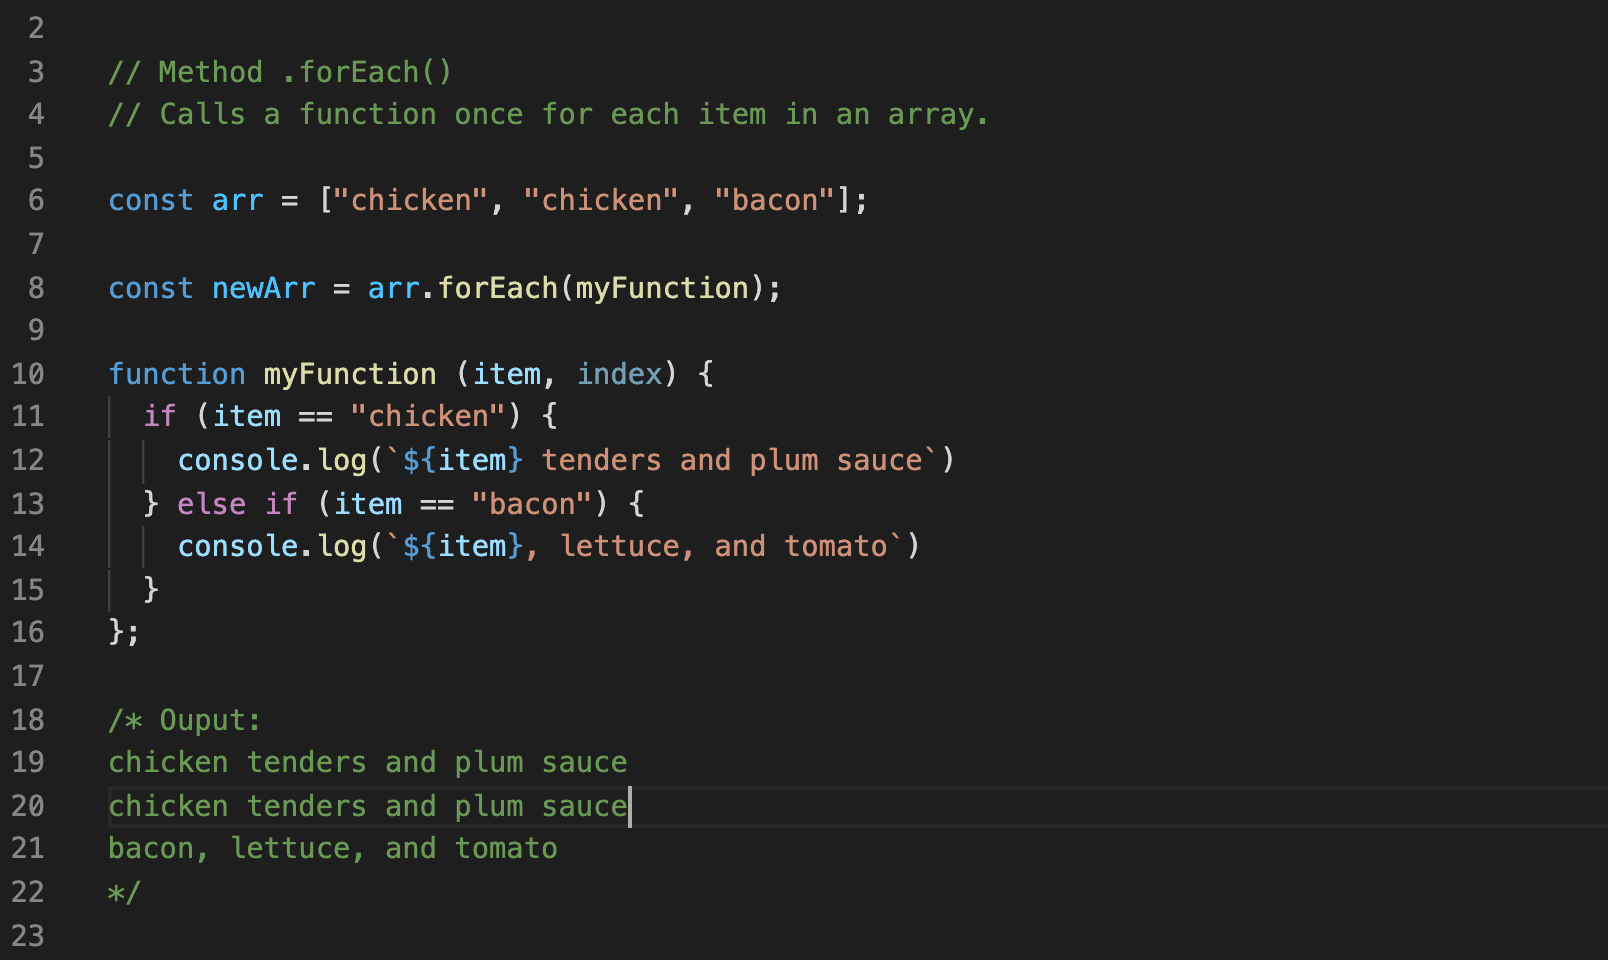 2
3 // Method .forEach()
4 // Calls a function once for each item in an array.
5
6 const arr = ["chicken", "chicken", "bacon"];
7
8 const newArr = arr.forEach(myFunction);
9
10 function myFunction (item, index) {
11   if (item == "chicken") {
12     console.log(`${item} tenders and plum sauce`)
13   } else if (item == "bacon") {
14     console.log(`${item}, lettuce, and tomato`)
15   }
16 };
17
18 /* Ouput:
19 chicken tenders and plum sauce
20 chicken tenders and plum sauce
21 bacon, lettuce, and tomato
22 */
23